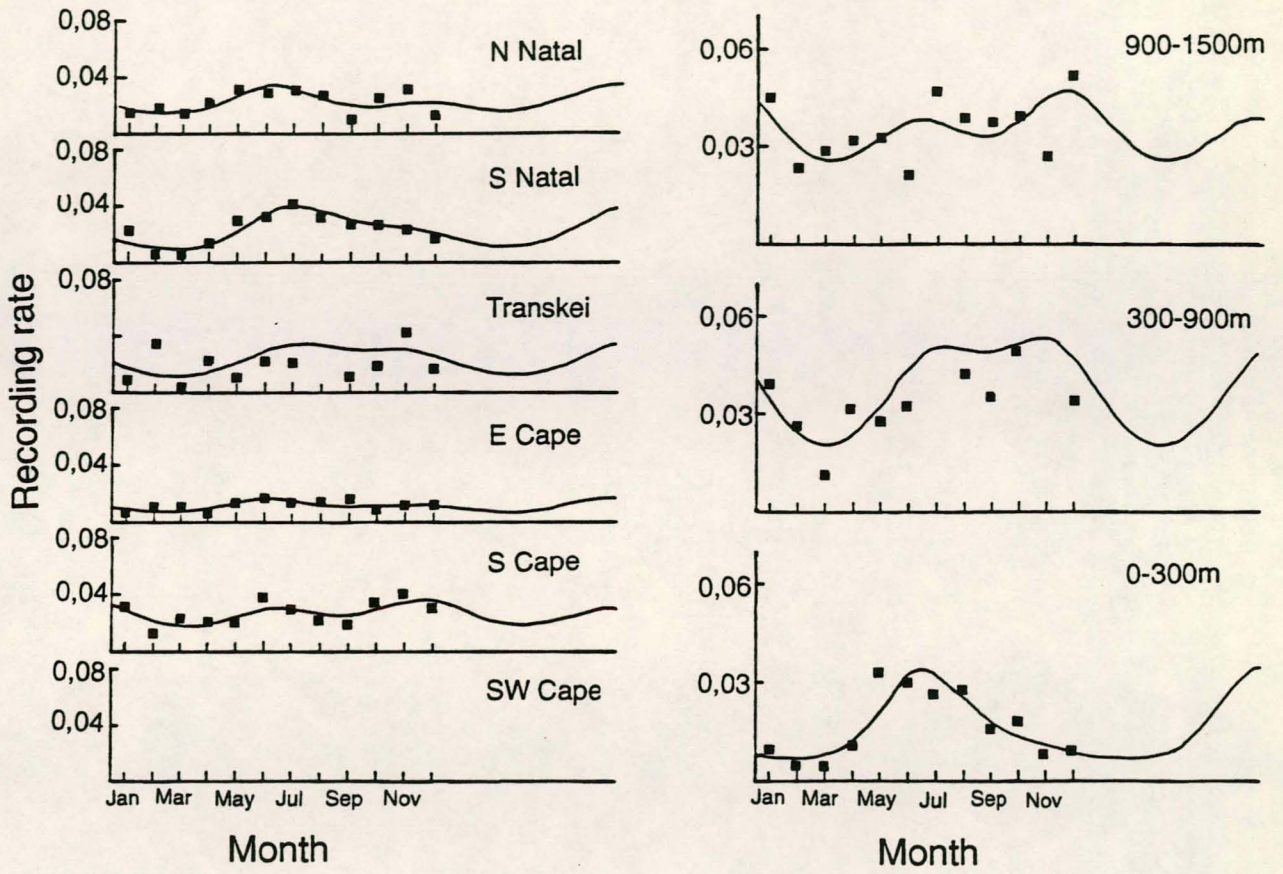 Recording rate
0,08
0,04
N Natal
0,08
0,04
S Natal
0,08
Transkei
0,08
0,04
E Cape
0,08
0,04
S Cape
0,08
0,04
SW Cape
Jan Mar May Jul Sep Nov
Month
0,06
0,03
900-1500m
0,06
0,03
300-900m
0,06
0,03
0-300m
Jan Mar May Jul Sep Nov
Month